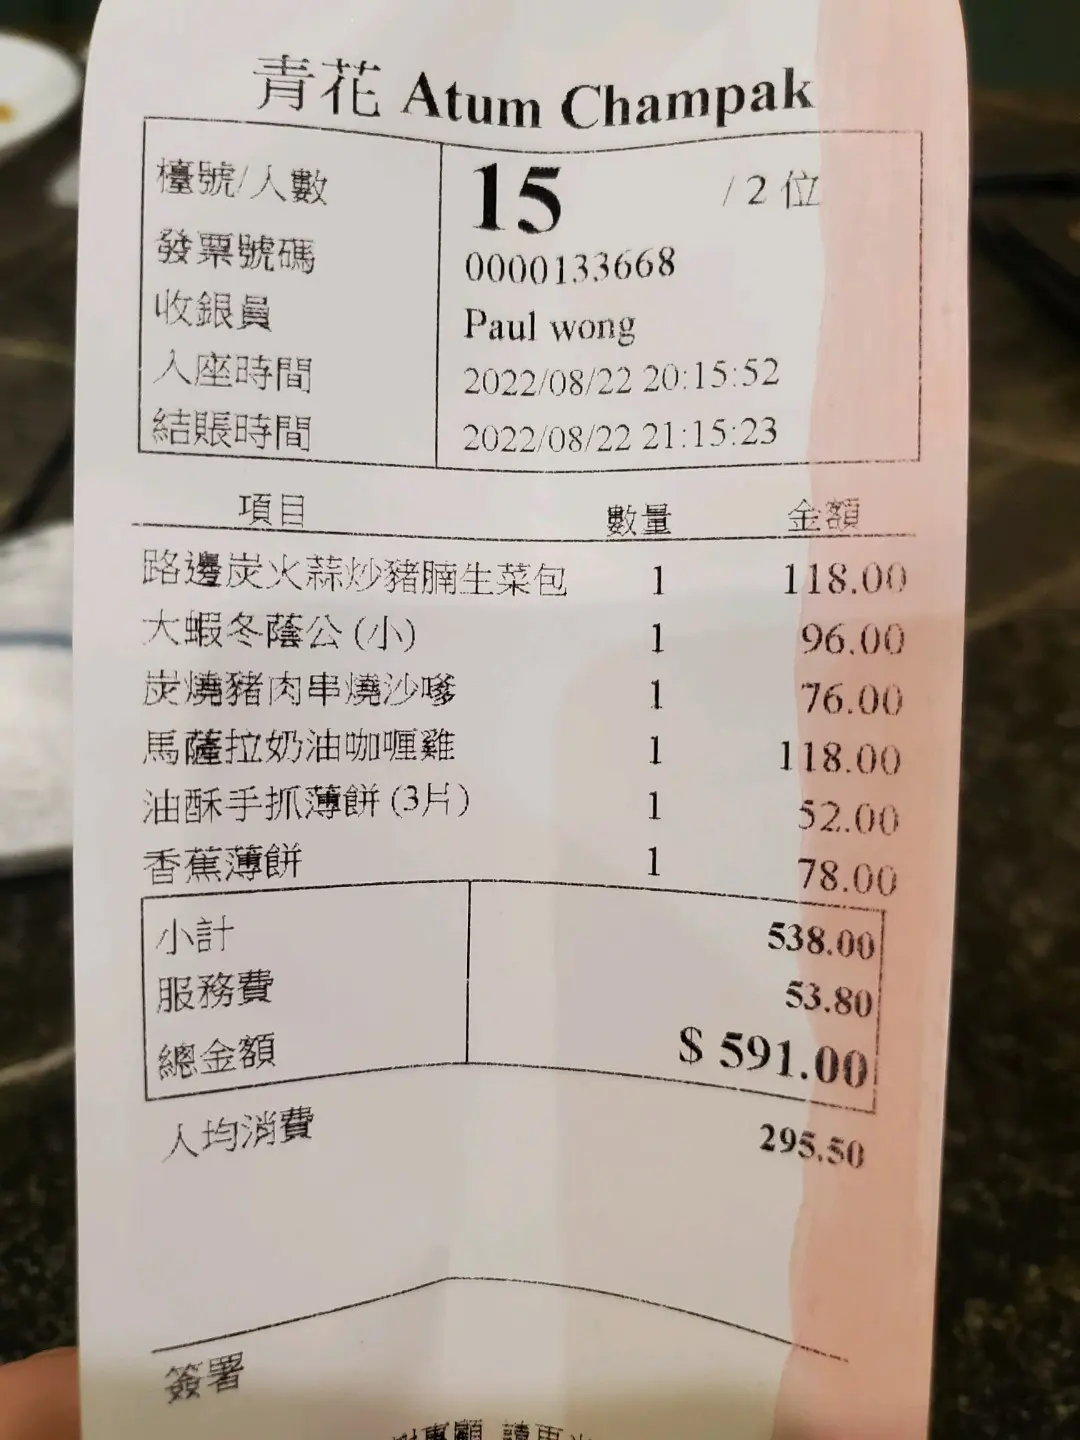 青花 Atum Champak
檯號/人數 15 / 2 位
發票號碼 0000133668
收銀員 Paul wong
入座時間 2022/08/22 20:15:52
結賬時間 2022/08/22 21:15:23
項目 數量 金額
路邊炭火蒜炒豬腩生菜包 1 118.00
大蝦冬蔭公 (小) 1 96.00
炭燒豬肉串燒沙嗲 1 76.00
馬薩拉奶油咖喱雞 1 118.00
油酥手抓薄餅 (3片) 1 52.00
香蕉薄餅 1 78.00
小計 538.00
服務費 53.80
總金額 $ 591.00
人均消費 295.50
簽署
惠顧 請再